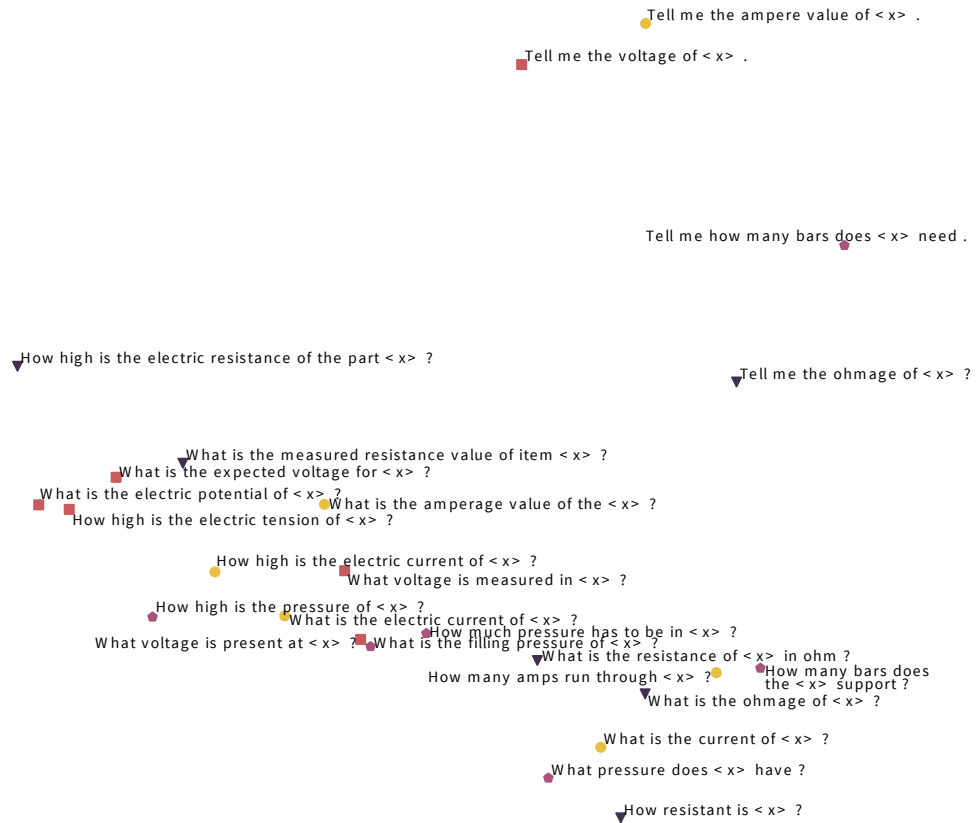 Tell me the ampere value of <x> .
Tell me the voltage of <x> .
Tell me how many bars does <x> need .
How high is the electric resistance of the part <x> ?
Tell me the ohmage of <x> ?
What is the measured resistance value of item <x> ?
What is the expected voltage for <x> ?
What is the electric potential of <x> ?
What is the amperage value of the <x> ?
How high is the electric tension of <x> ?
How high is the electric current of <x> ?
What voltage is measured in <x> ?
How high is the pressure of <x> ?
What is the electric current of <x> ?
How much pressure has to be in <x> ?
What voltage is present at <x> ?
What is the filling pressure of <x> ?
What is the resistance of <x> in ohm ?
How many amps run through <x> ?
How many bars does
the <x> support ?
What is the ohmage of <x> ?
What is the current of <x> ?
What pressure does <x> have ?
How resistant is <x> ?